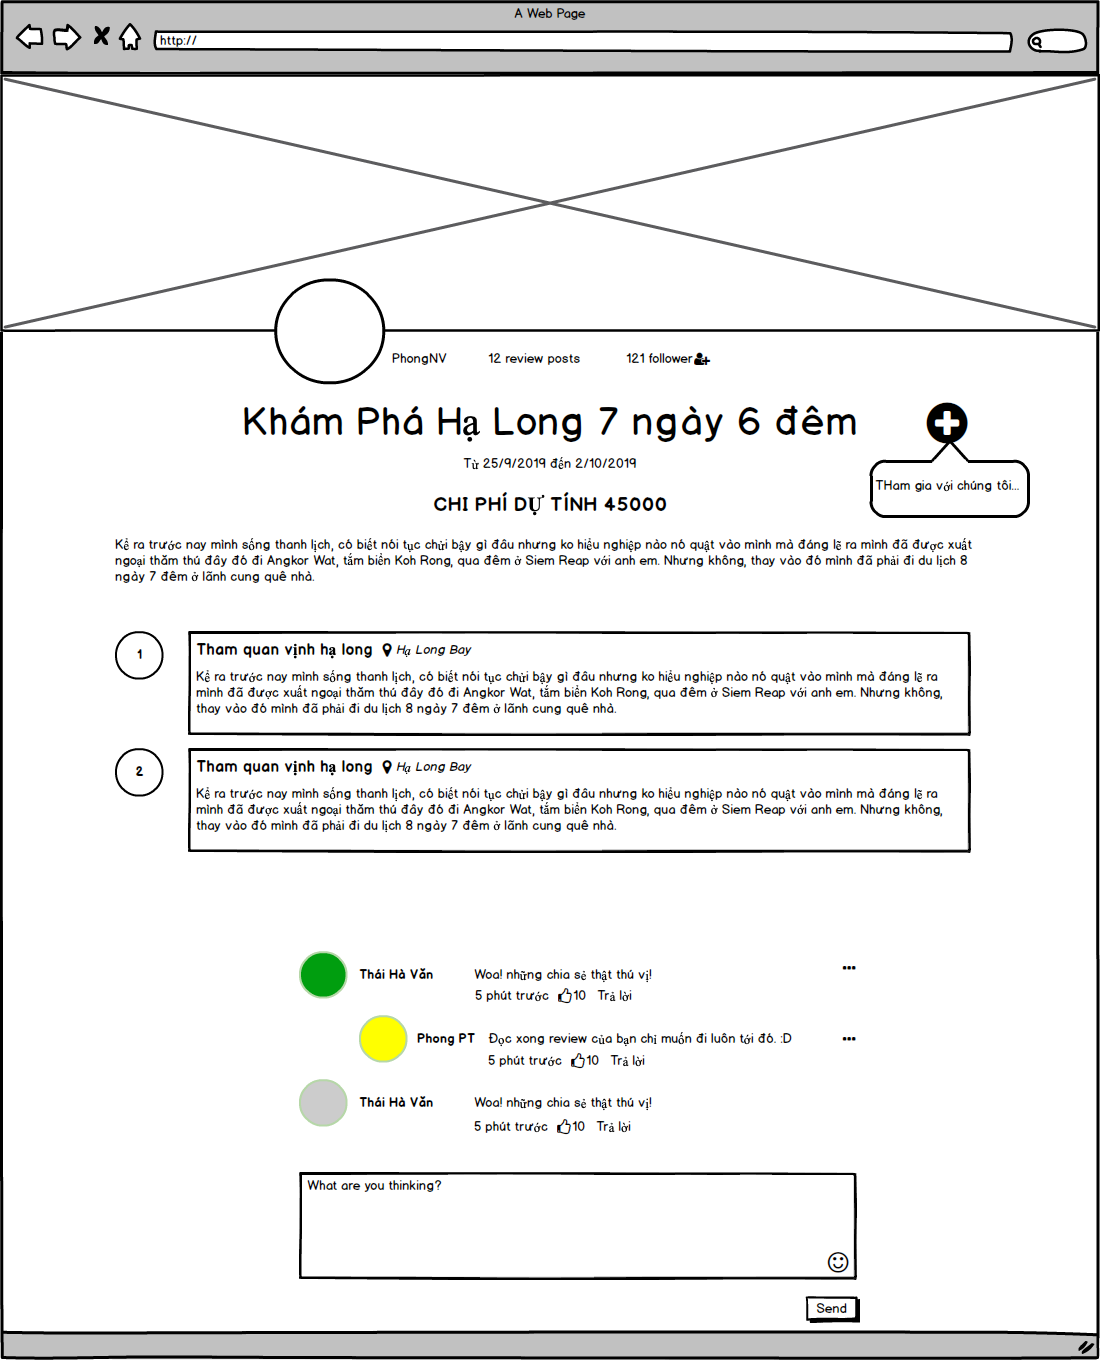 A Web Page
http://
PhongNV 12 review posts 121 follower
Khám Phá Hạ Long 7 ngày 6 đêm
Từ 25/9/2019 đến 2/10/2019
THam gia với chúng tôi...
CHI PHÍ DỰ TÍNH 45000
Kể ra trước nay mình sống thanh lịch, có biết nói tục chửi bậy gì đâu nhưng ko hiểu nghiệp nào nó quật vào mình mà đáng lẽ ra mình đã được xuất
ngoại thăm thú đây đó đi Angkor Wat, tắm biển Koh Rong, qua đêm ở Siem Reap với anh em. Nhưng không, thay vào đó mình đã phải đi du lịch 8
ngày 7 đêm ở lãnh cung quê nhà.
1
Tham quan vịnh hạ long Hạ Long Bay
Kể ra trước nay mình sống thanh lịch, có biết nói tục chửi bậy gì đâu nhưng ko hiểu nghiệp nào nó quật vào mình mà đáng lẽ ra
mình đã được xuất ngoại thăm thú đây đó đi Angkor Wat, tắm biển Koh Rong, qua đêm ở Siem Reap với anh em. Nhưng không,
thay vào đó mình đã phải đi du lịch 8 ngày 7 đêm ở lãnh cung quê nhà.
2
Tham quan vịnh hạ long Hạ Long Bay
Kể ra trước nay mình sống thanh lịch, có biết nói tục chửi bậy gì đâu nhưng ko hiểu nghiệp nào nó quật vào mình mà đáng lẽ ra
mình đã được xuất ngoại thăm thú đây đó đi Angkor Wat, tắm biển Koh Rong, qua đêm ở Siem Reap với anh em. Nhưng không,
thay vào đó mình đã phải đi du lịch 8 ngày 7 đêm ở lãnh cung quê nhà.
Thái Hà Văn Woa! những chia sẻ thật thú vị!
5 phút trước 10 Trả lời
Phong PT Đọc xong review của bạn chỉ muốn đi luôn tới đó. :D
5 phút trước 10 Trả lời
Thái Hà Văn Woa! những chia sẻ thật thú vị!
5 phút trước 10 Trả lời
What are you thinking?
Send